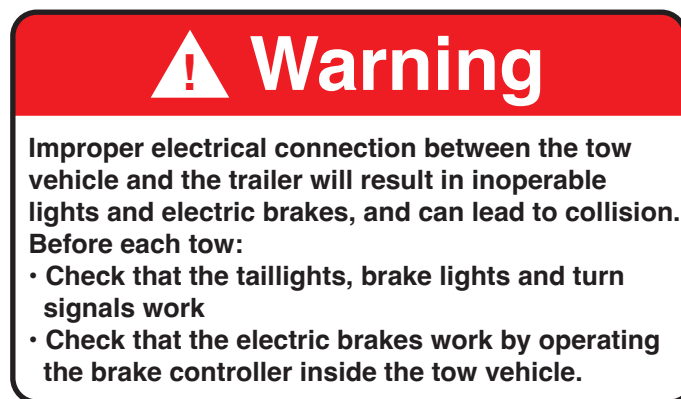 ! Warning
Improper electrical connection between the tow
vehicle and the trailer will result in inoperable
lights and electric brakes, and can lead to collision.
Before each tow:
· Check that the taillights, brake lights and turn
signals work
· Check that the electric brakes work by operating
the brake controller inside the tow vehicle.